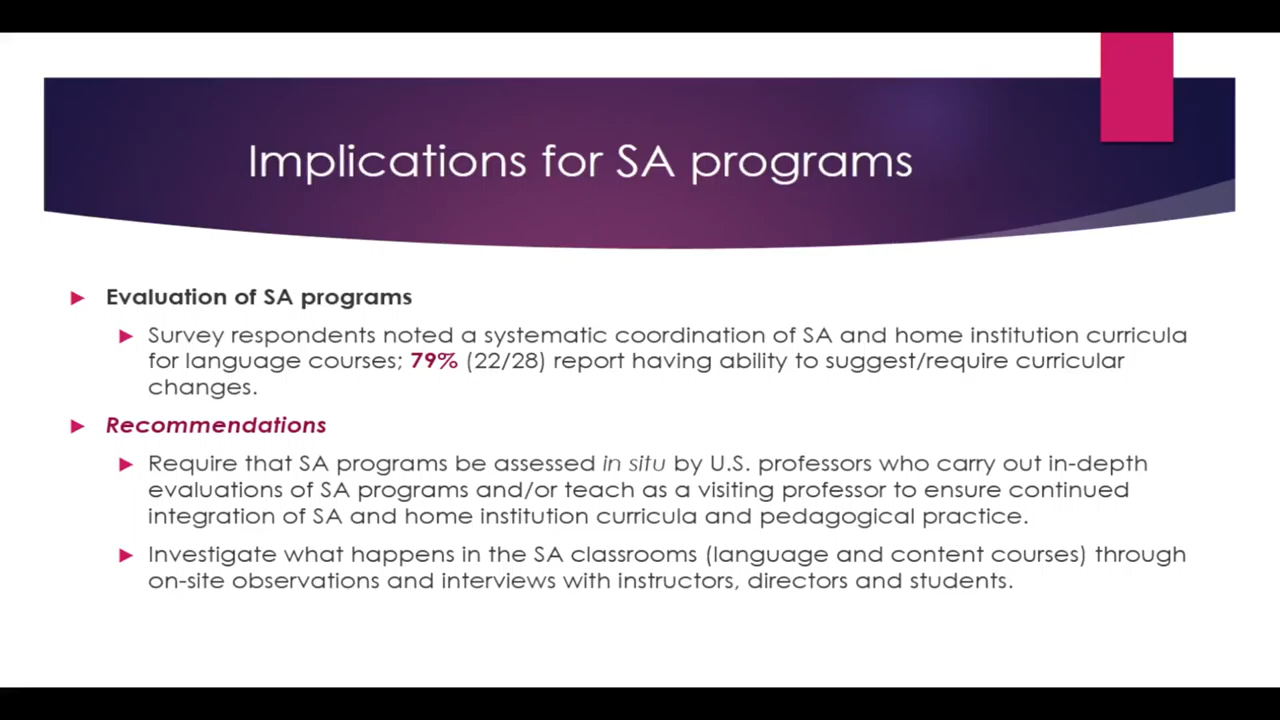 Implications for SA programs
Evaluation of SA programs
Survey respondents noted a systematic coordination of SA and home institution curricula
for language courses; 79% (22/28) report having ability to suggest/require curricular
changes.
Recommendations
Require that SA programs be assessed in situ by U.S. professors who carry out in-depth
evaluations of SA programs and/or teach as a visiting professor to ensure continued
integration of SA and home institution curricula and pedagogical practice.
Investigate what happens in the SA classrooms (language and content courses) through
on-site observations and interviews with instructors, directors and students.